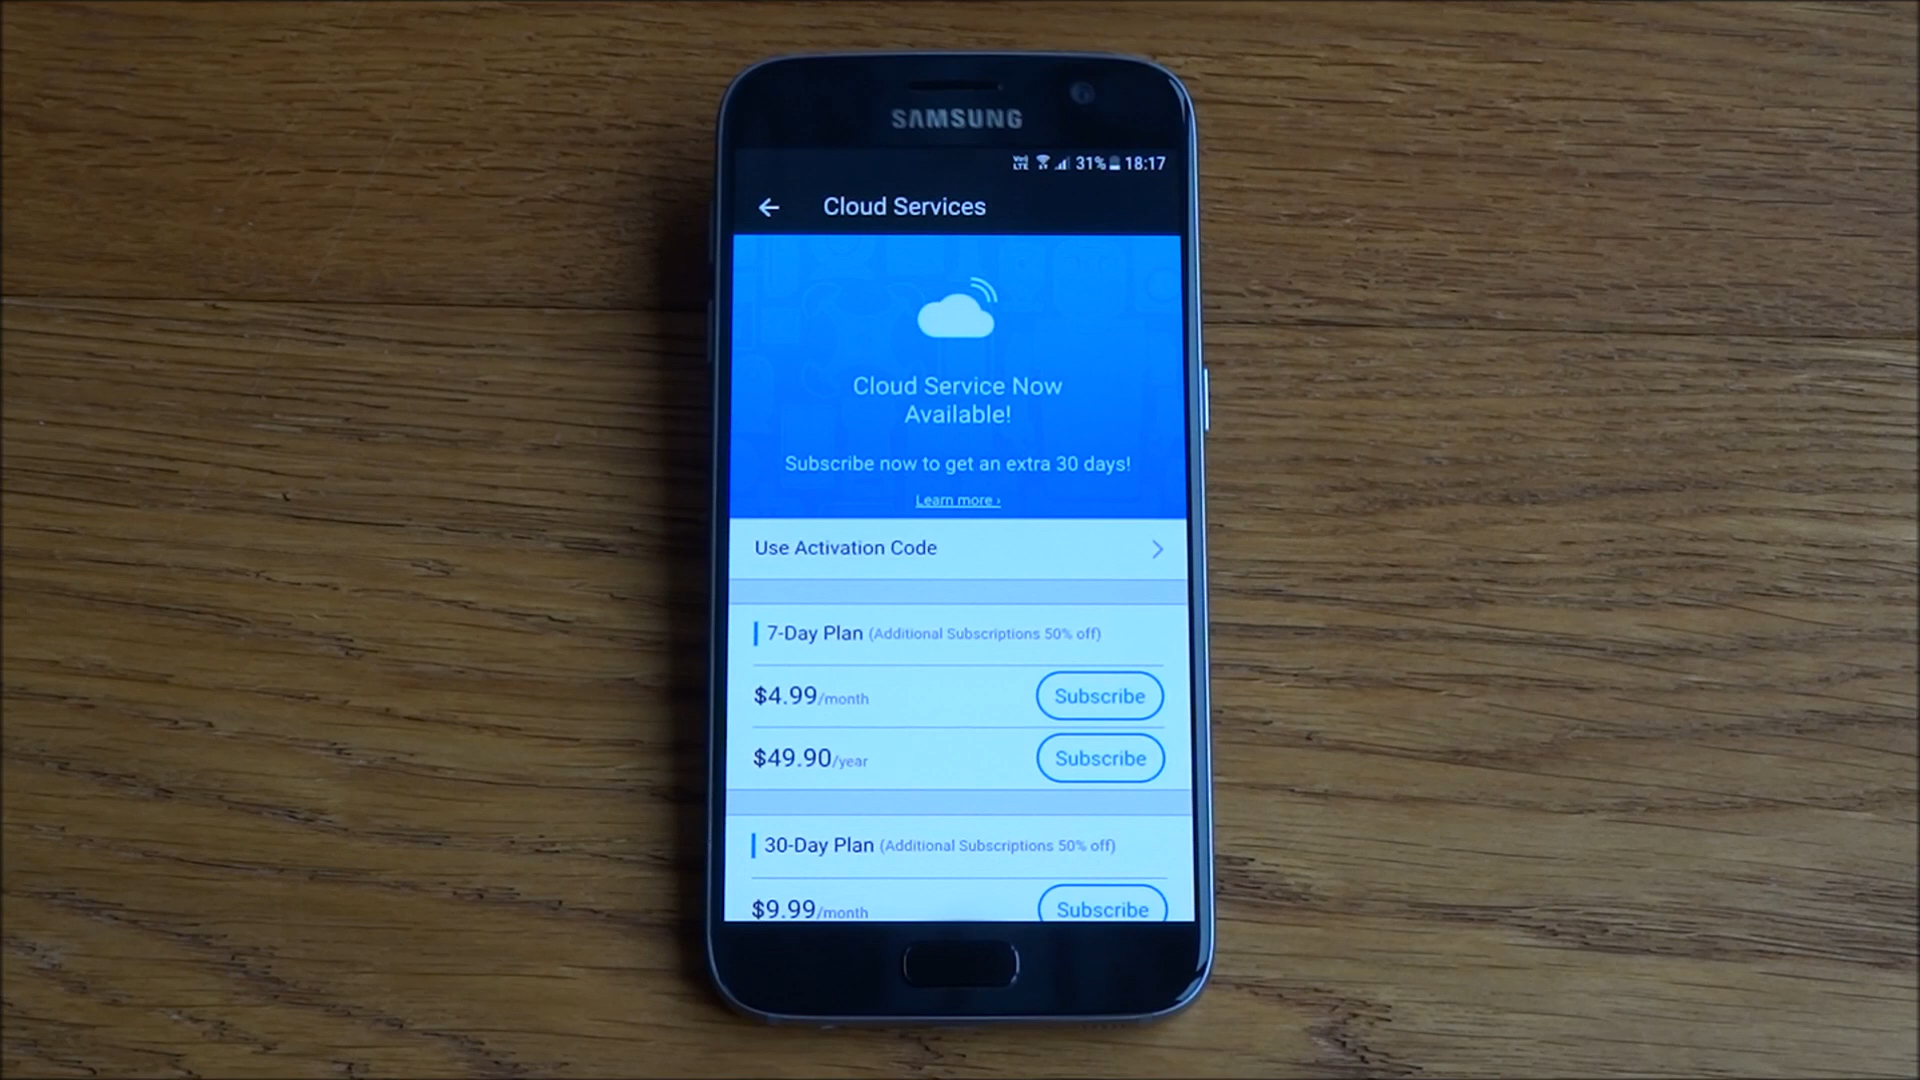 SAMSUNG
VoLTE 31% 18:17
Cloud Services
Cloud Service Now
Available!
Subscribe now to get an extra 30 days!
Learn more ›
Use Activation Code
7-Day Plan (Additional Subscriptions 50% off)
$4.99/month Subscribe
$49.90/year Subscribe
30-Day Plan (Additional Subscriptions 50% off)
$9.99/month Subscribe